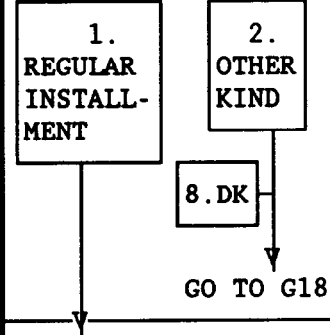 1.
REGULAR
INSTALL-
MENT
2.
OTHER
KIND
8.DK
GO TO G18